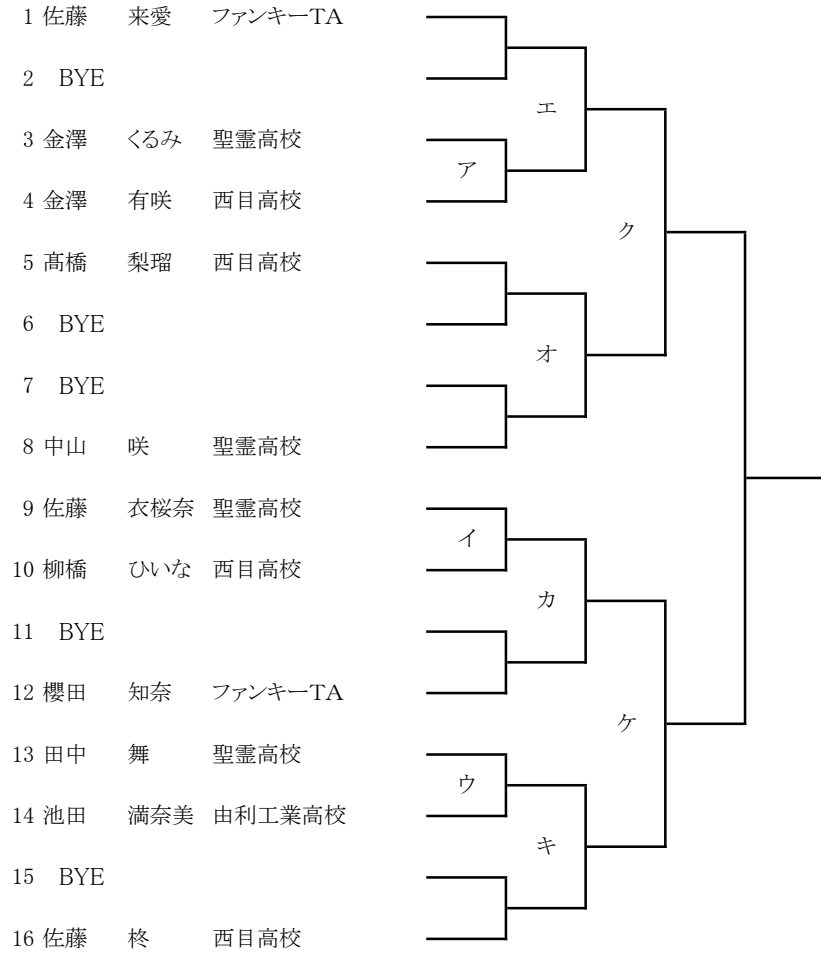 1 佐藤 来愛 ファンキーTA
2 BYE
エ
3 金澤 くるみ 聖霊高校
ア
4 金澤 有咲 西目高校
ク
5 髙橋 梨瑠 西目高校
6 BYE
オ
7 BYE
8 中山 咲 聖霊高校
9 佐藤 衣桜奈 聖霊高校
イ
10 柳橋 ひいな 西目高校
カ
11 BYE
12 櫻田 知奈 ファンキーTA
ケ
13 田中 舞 聖霊高校
ウ
14 池田 満奈美 由利工業高校
キ
15 BYE
16 佐藤 柊 西目高校